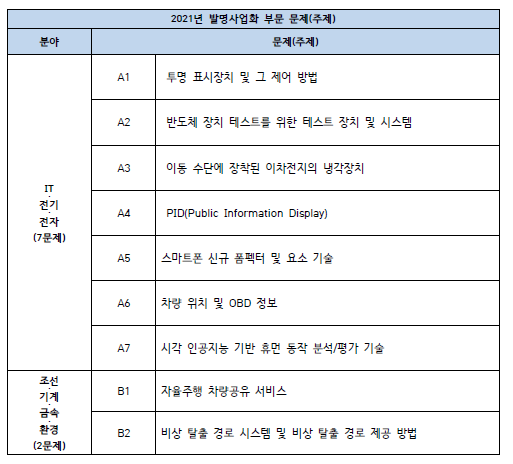 2021년 발명사업화 부문 문제(주제)
분야 문제(주제)
IT
·
전기
·
전자
(7문제)
A1 투명 표시장치 및 그 제어 방법
A2 반도체 장치 테스트를 위한 테스트 장치 및 시스템
A3 이동 수단에 장착된 이차전지의 냉각장치
A4 PID(Public Information Display)
A5 스마트폰 신규 폼펙터 및 요소 기술
A6 차량 위치 및 OBD 정보
A7 시각 인공지능 기반 휴먼 동작 분석/평가 기술
조선
·
기계
·
금속
·
환경
(2문제)
B1 자율주행 차량공유 서비스
B2 비상 탈출 경로 시스템 및 비상 탈출 경로 제공 방법